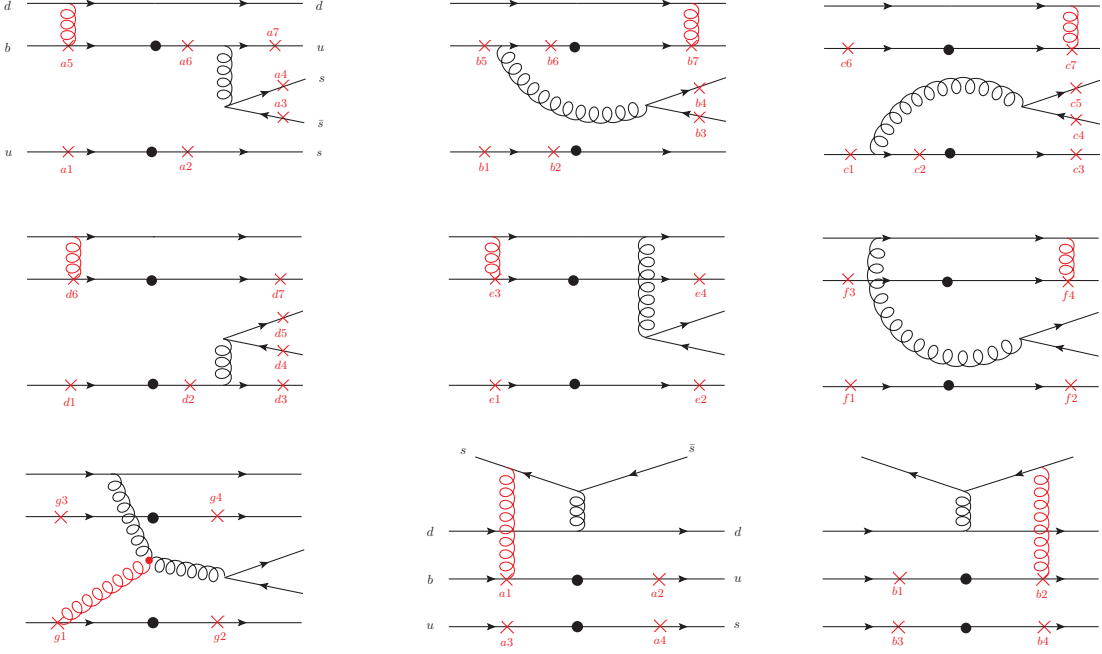 d d
b a5 a6 a7 u
a4 s
a3
s̄
u a1 a2 s
b5 b6 b7
b4
b3
b1 b2
c6 c7
c5
c4
c1 c2 c3
d6 d7
d5
d4
d1 d2 d3
e3 e4
e1 e2
f3 f4
f1 f2
g3 g4
g1 g2
s s̄
d d
b a1 a2 u
u a3 a4 s
b1 b2
b3 b4